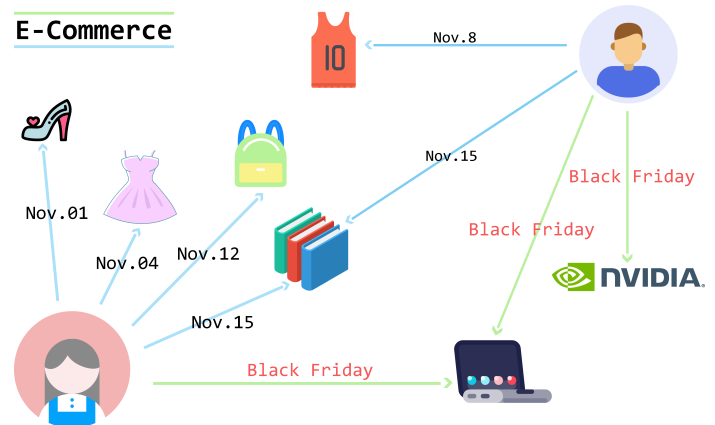 E-Commerce
10
Nov.8
Nov.15
Black Friday
Nov.01
Black Friday
Nov.04
Nov.12
NVIDIA.
Nov.15
Black Friday